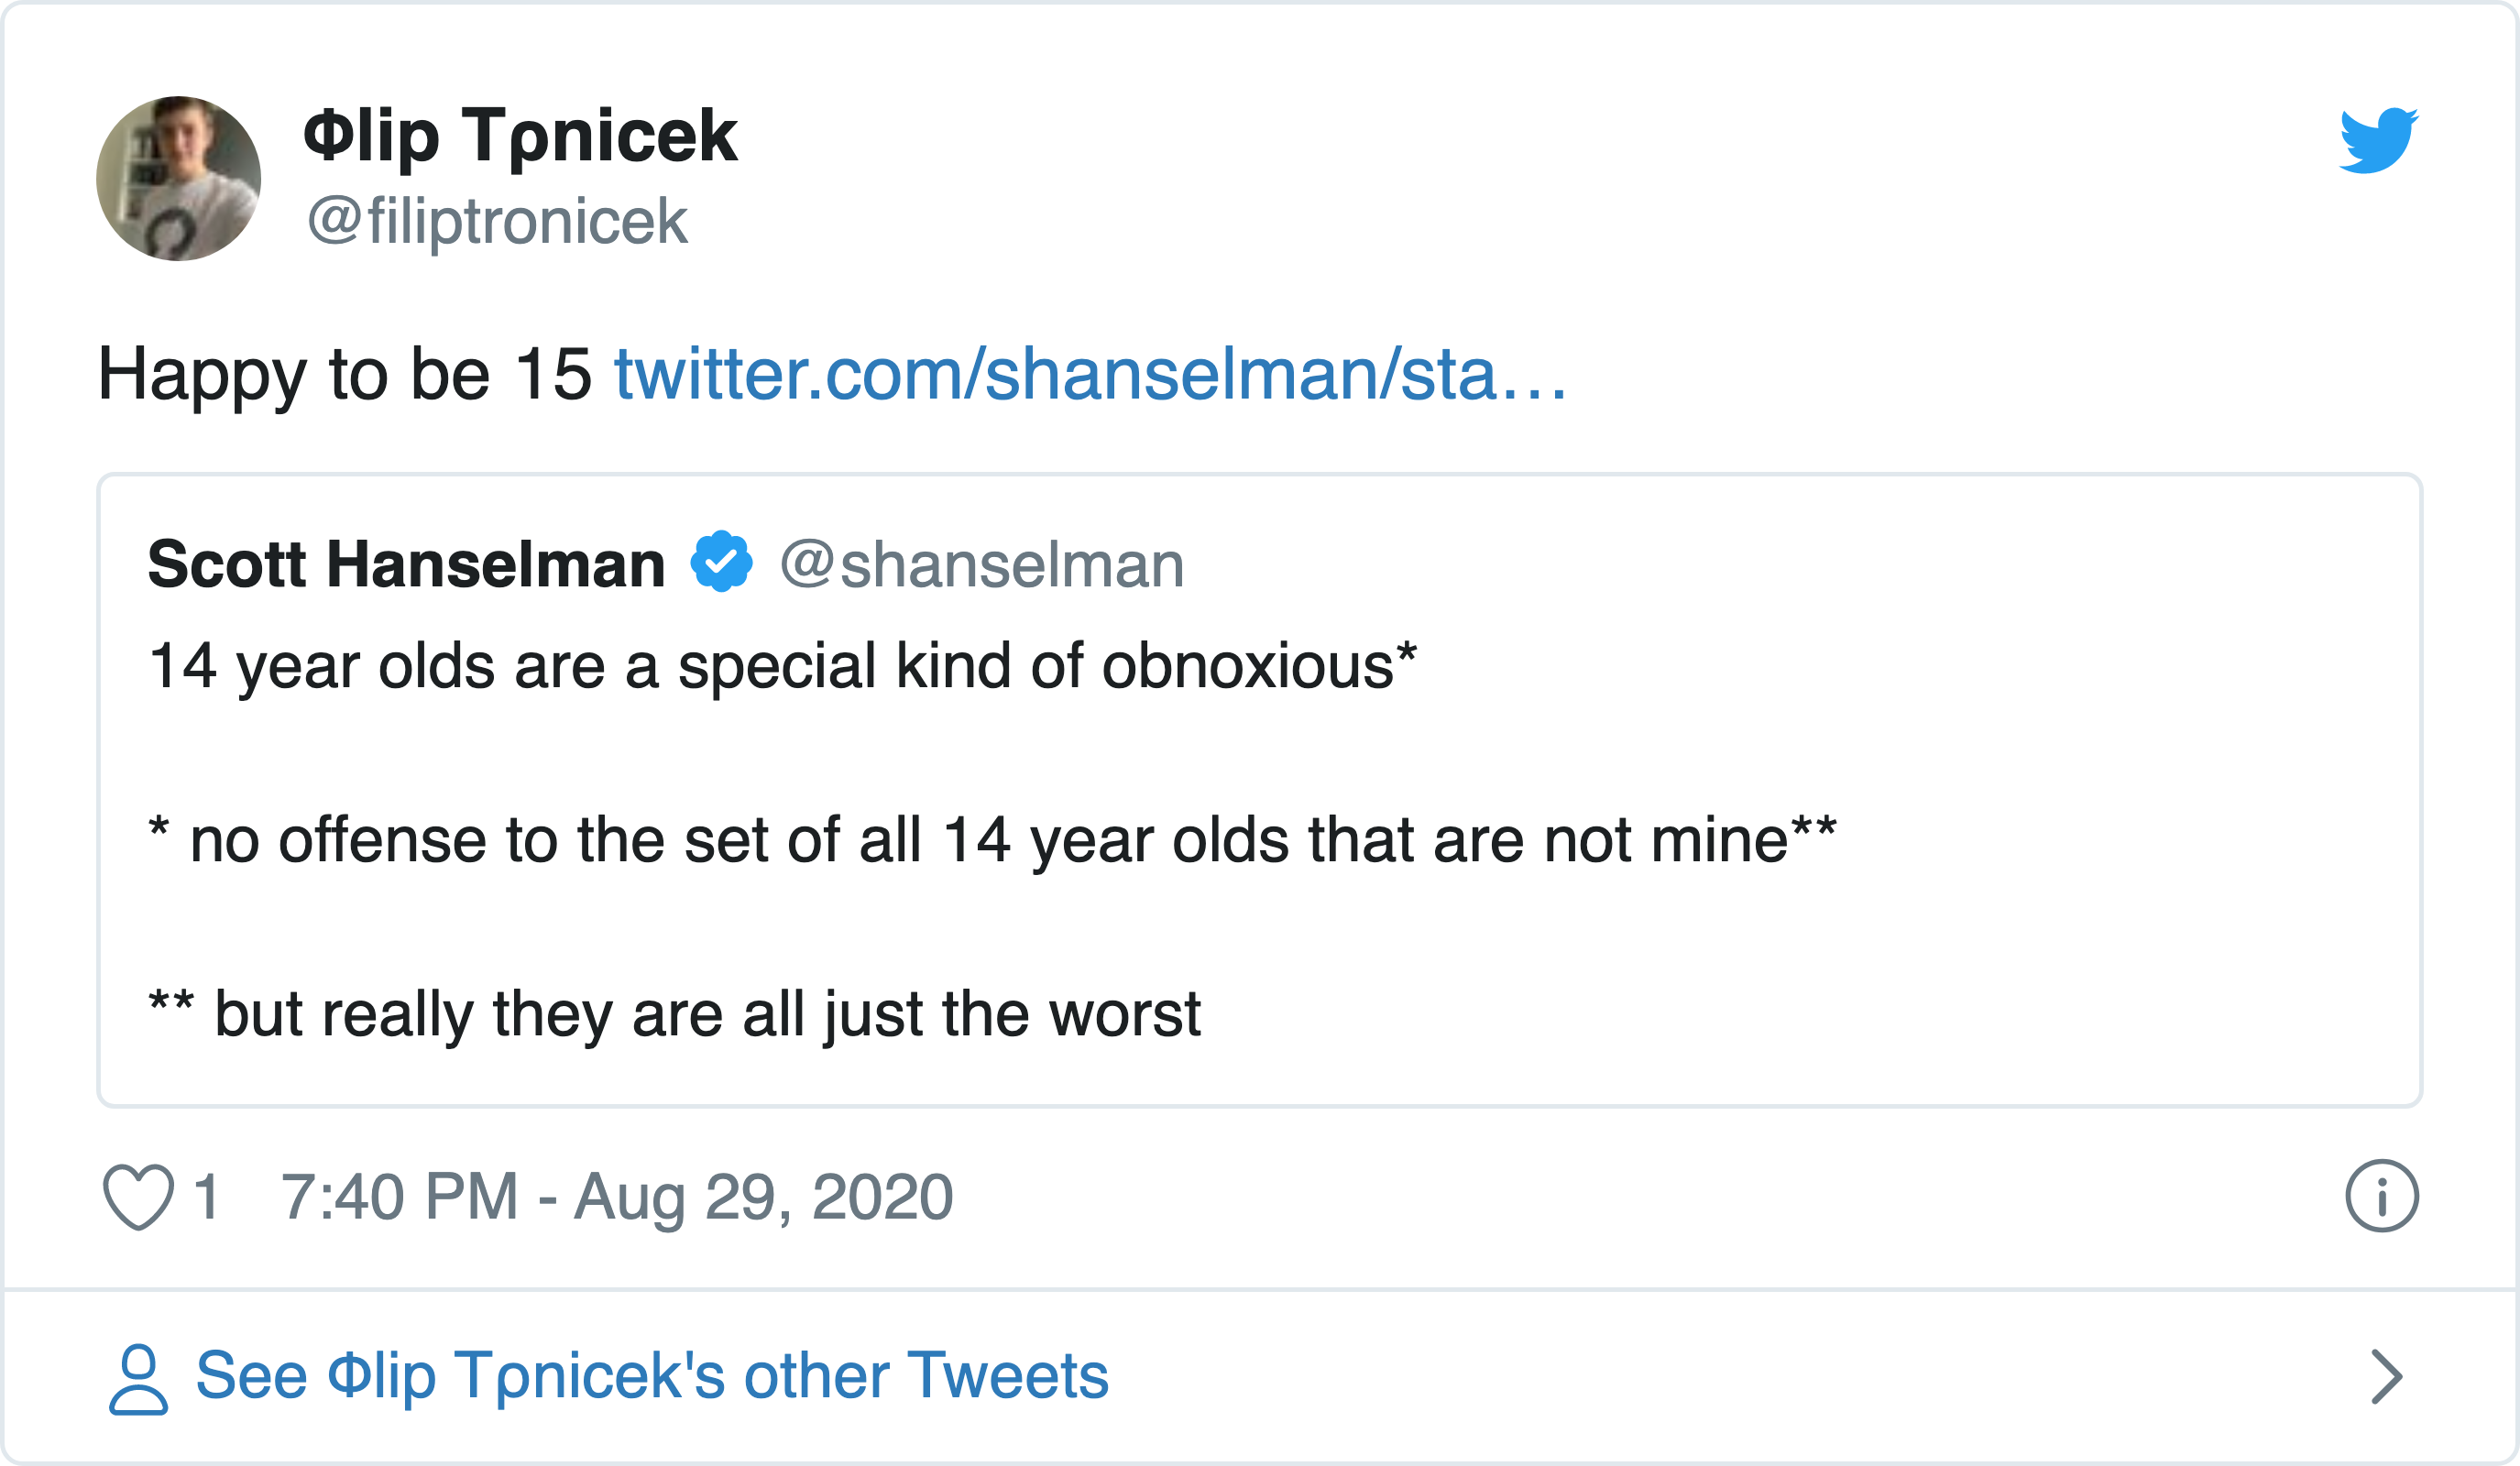 Φlip Tρnicek
@filiptronicek
Happy to be 15 twitter.com/shanselman/sta…
Scott Hanselman @shanselman
14 year olds are a special kind of obnoxious*
* no offense to the set of all 14 year olds that are not mine**
** but really they are all just the worst
1 7:40 PM - Aug 29, 2020
See Φlip Tρnicek's other Tweets